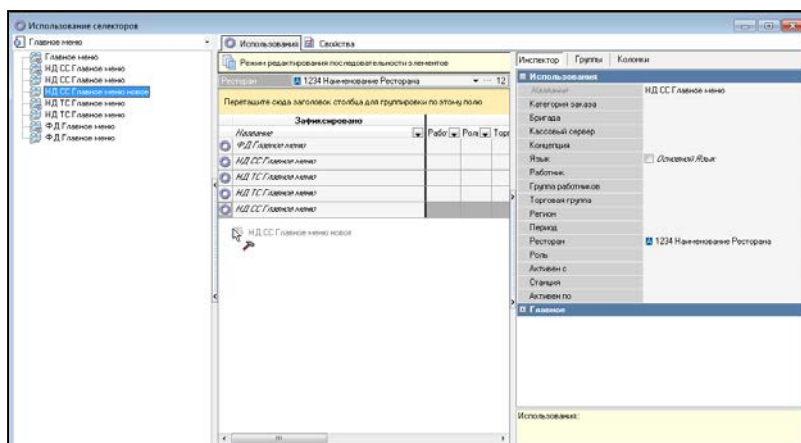 Использование селекторов
Главное меню
Главное меню
НД СС Главное меню
НД СС Главное меню
НД СС Главное меню новое
НД ТС Главное меню
НД ТС Главное меню
ФД Главное меню
ФД Главное меню
Использования Свойства
Режим редактирования последовательности элементов
Ресторан 1234 Наименование Ресторана 12
Перетащите сюда заголовок столбца для группировки по этому полю
Зафиксировано
Название Рабо Рол Торг
ФД Главное меню
НД СС Главное меню
НД ТС Главное меню
НД ТС Главное меню
НД СС Главное меню
НД СС Главное меню новое
Инспектор Группы Колонки
Использования
Название НД СС Главное меню
Категория заказа
Бригада
Кассовый сервер
Концепция
Язык Основной Язык
Работник
Группа работников
Торговая группа
Регион
Период
Ресторан 1234 Наименование Ресторана
Роль
Активен с
Станция
Активен по
Главное
Использования: